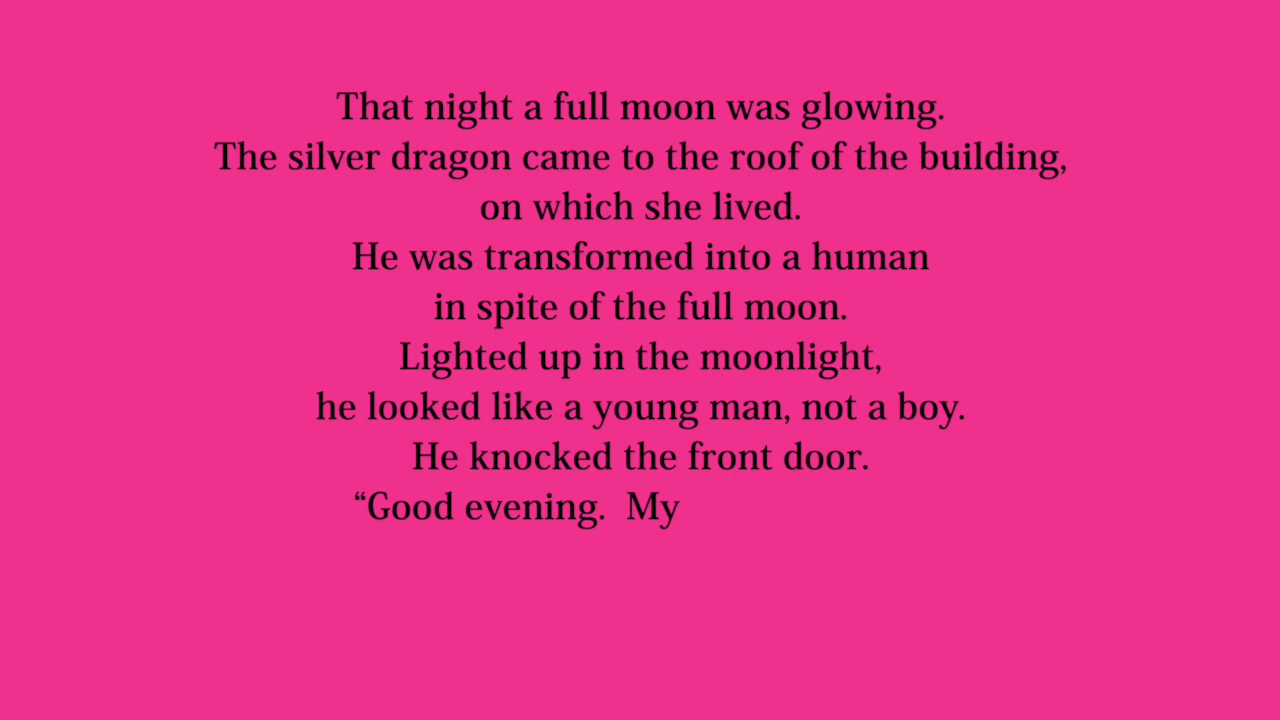 That night a full moon was glowing.
The silver dragon came to the roof of the building,
on which she lived.
He was transformed into a human
in spite of the full moon.
Lighted up in the moonlight,
he looked like a young man, not a boy.
He knocked the front door.
“Good evening.  My